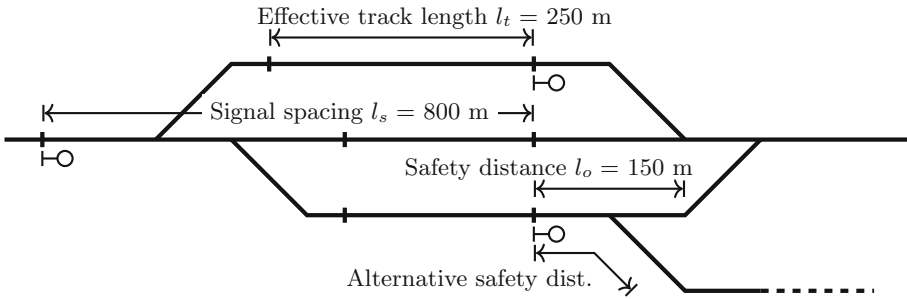 Effective track length l_t = 250 m
Signal spacing l_s = 800 m
Safety distance l_o = 150 m
Alternative safety dist.